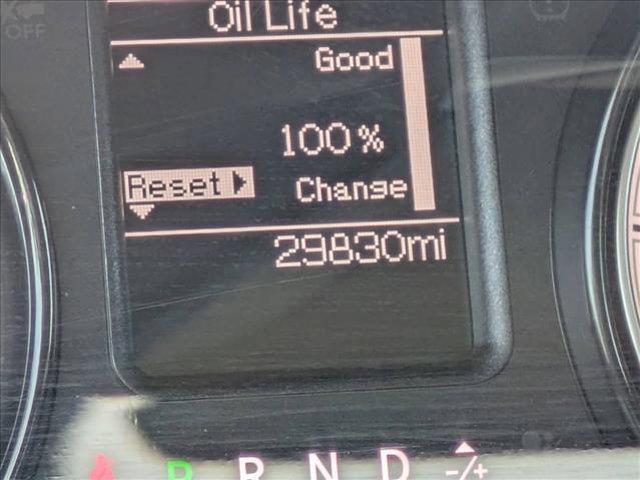 OFF
Oil Life
Good
100%
Reset
Change
29830mi
P R N D -/+